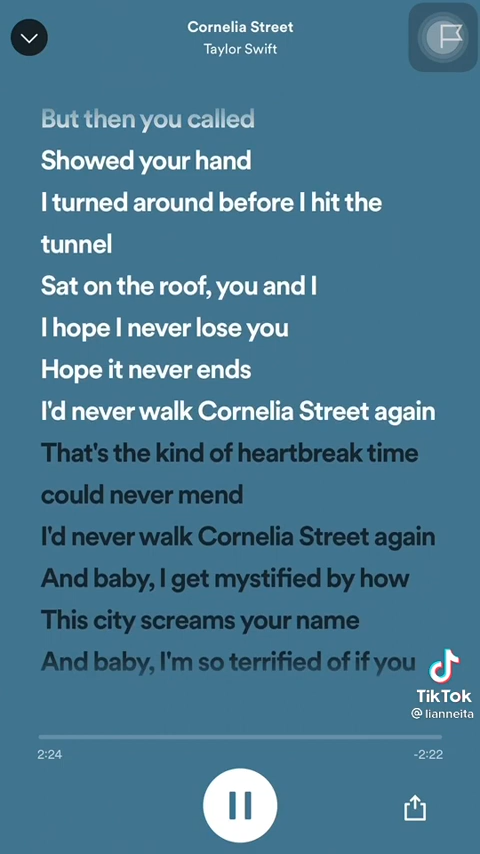 Cornelia Street
Taylor Swift
But then you called
Showed your hand
I turned around before I hit the
tunnel
Sat on the roof, you and I
I hope I never lose you
Hope it never ends
I'd never walk Cornelia Street again
That's the kind of heartbreak time
could never mend
I'd never walk Cornelia Street again
And baby, I get mystified by how
This city screams your name
And baby, I'm so terrified of if you
TikTok
@lianneita
2:24
-2:22